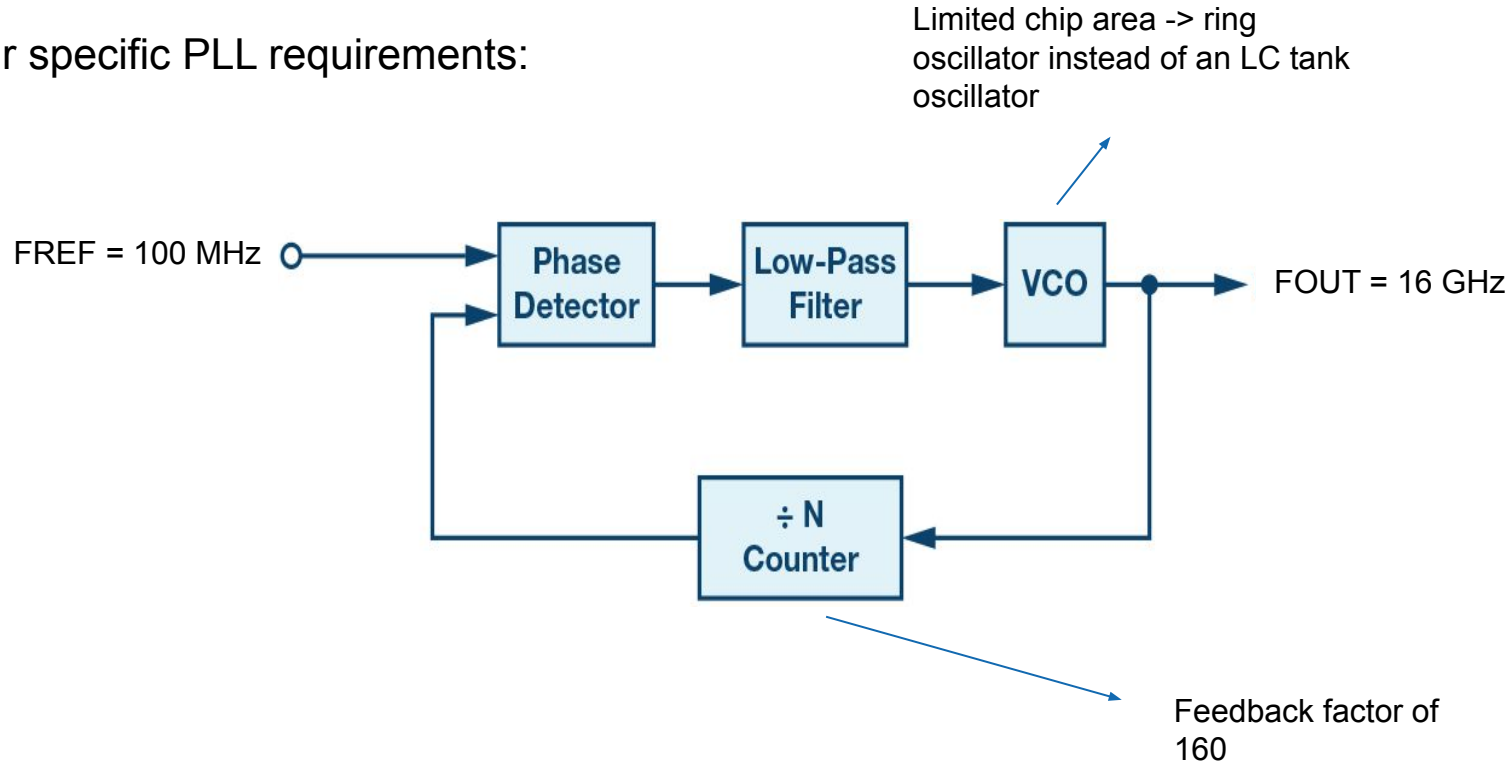 r specific PLL requirements:
Limited chip area -> ring
oscillator instead of an LC tank
oscillator
FREF = 100 MHz
Phase
Detector
Low-Pass
Filter
VCO
FOUT = 16 GHz
÷ N
Counter
Feedback factor of
160